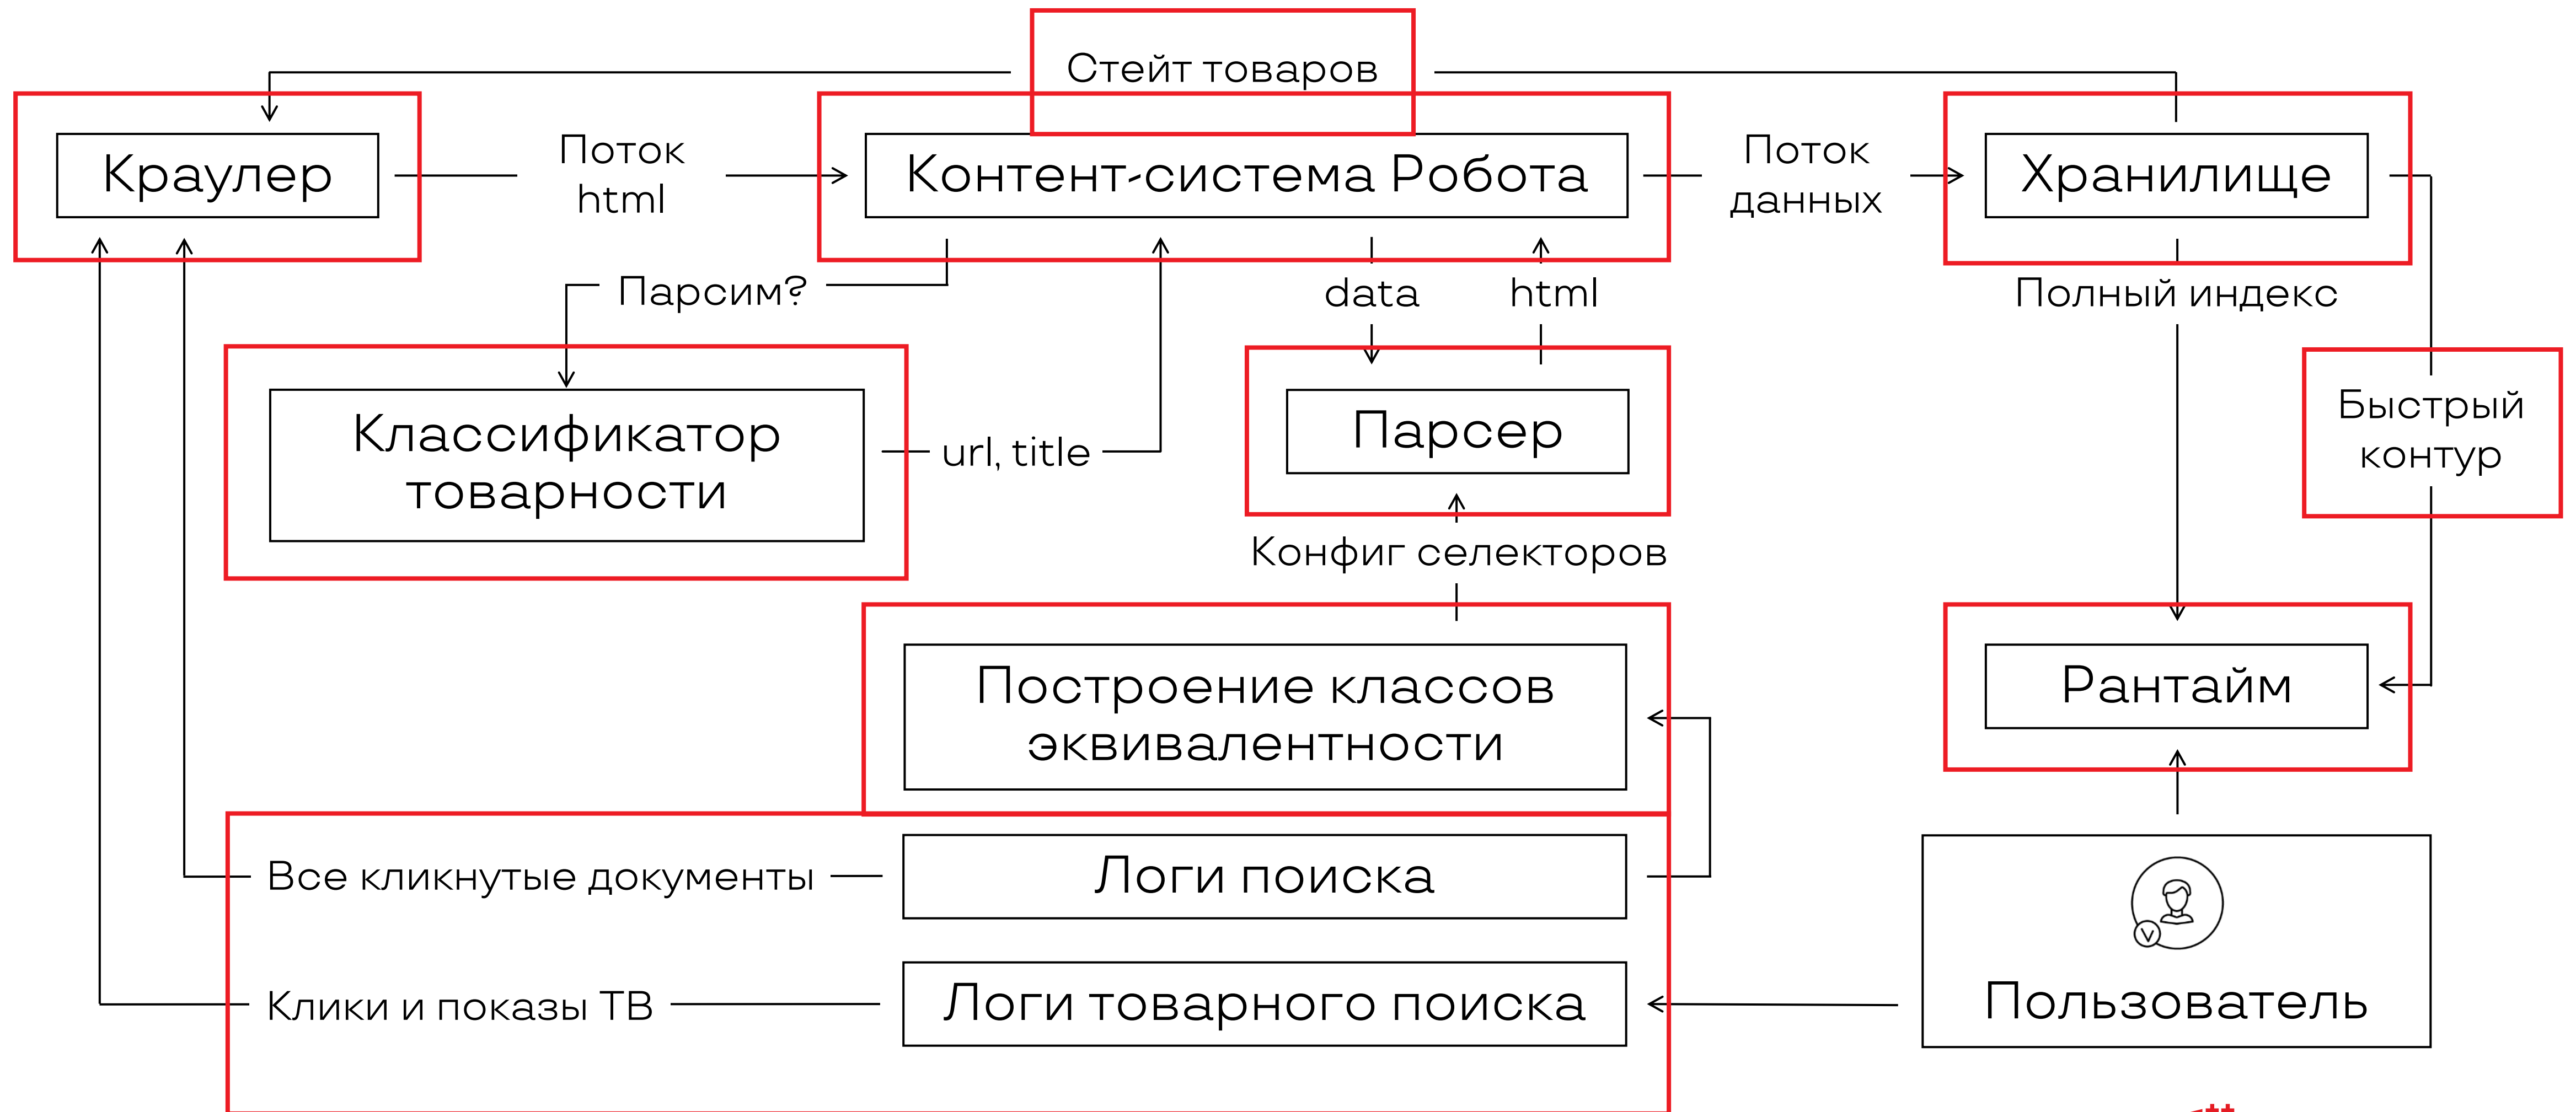 Стейт товаров
Краулер
Поток
html
Контент-система Робота
Поток
данных
Хранилище
Парсим?
data
html
Полный индекс
Классификатор
товарности
url, title
Парсер
Быстрый
контур
Конфиг селекторов
Построение классов
эквивалентности
Рантайм
Все кликнутые документы
Логи поиска
Клики и показы ТВ
Логи товарного поиска
Пользователь